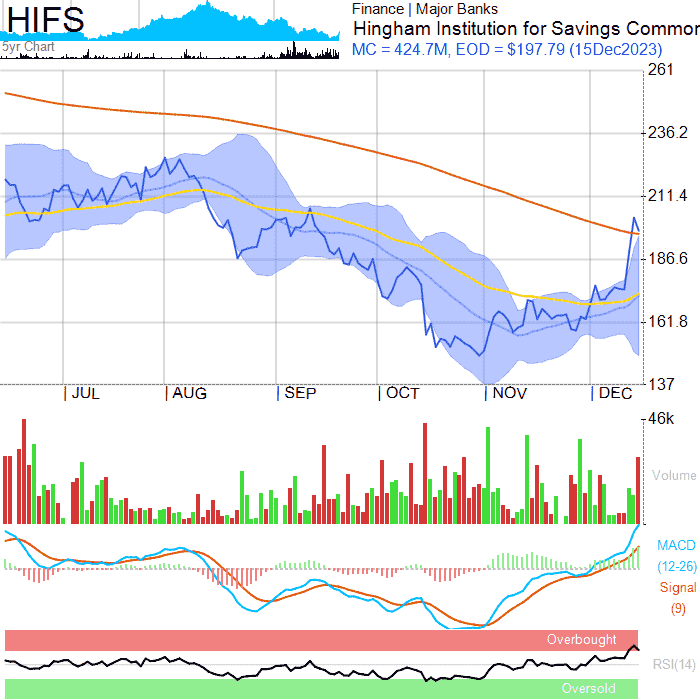 HIFS
5yr Chart
Finance | Major Banks
Hingham Institution for Savings Common
MC = 424.7M, EOD = $197.79 (15Dec2023)
261
236.2
211.4
186.6
161.8
137
JUL AUG SEP OCT NOV DEC
46k
Volume
MACD
(12-26)
Signal
(9)
Overbought
RSI(14)
Oversold